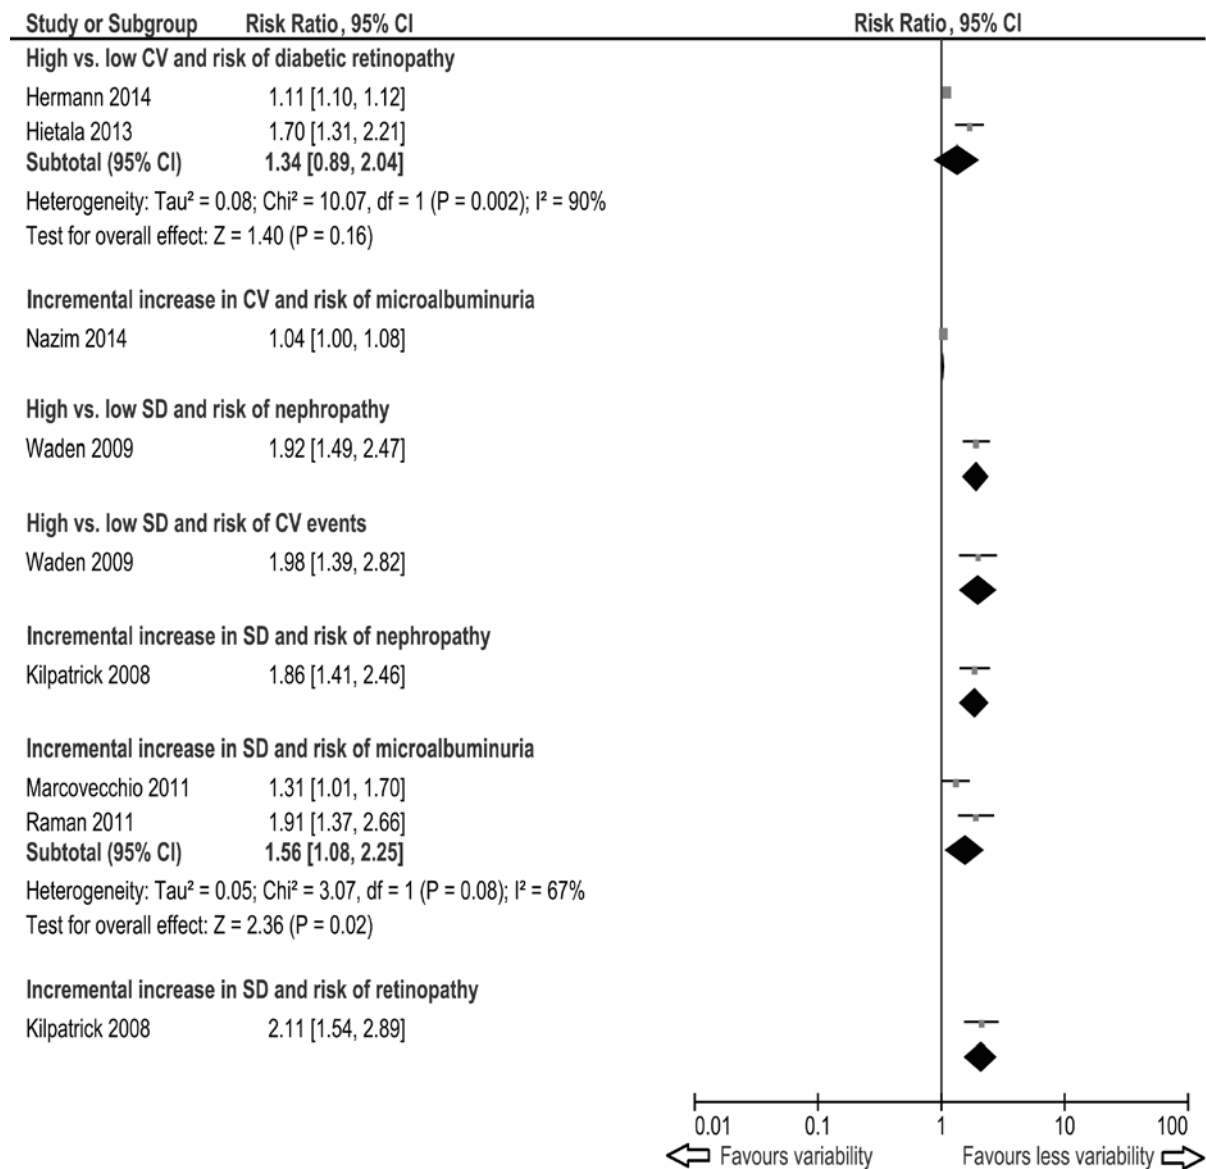 Study or Subgroup Risk Ratio, 95% CI Risk Ratio, 95% CI
High vs. low CV and risk of diabetic retinopathy
Hermann 2014 1.11 [1.10, 1.12]
Hietala 2013 1.70 [1.31, 2.21]
Subtotal (95% CI) 1.34 [0.89, 2.04]
Heterogeneity: Tau² = 0.08; Chi² = 10.07, df = 1 (P = 0.002); I² = 90%
Test for overall effect: Z = 1.40 (P = 0.16)
Incremental increase in CV and risk of microalbuminuria
Nazim 2014 1.04 [1.00, 1.08]
High vs. low SD and risk of nephropathy
Waden 2009 1.92 [1.49, 2.47]
High vs. low SD and risk of CV events
Waden 2009 1.98 [1.39, 2.82]
Incremental increase in SD and risk of nephropathy
Kilpatrick 2008 1.86 [1.41, 2.46]
Incremental increase in SD and risk of microalbuminuria
Marcovecchio 2011 1.31 [1.01, 1.70]
Raman 2011 1.91 [1.37, 2.66]
Subtotal (95% CI) 1.56 [1.08, 2.25]
Heterogeneity: Tau² = 0.05; Chi² = 3.07, df = 1 (P = 0.08); I² = 67%
Test for overall effect: Z = 2.36 (P = 0.02)
Incremental increase in SD and risk of retinopathy
Kilpatrick 2008 2.11 [1.54, 2.89]
0.01 0.1 1 10 100
Favours variability Favours less variability